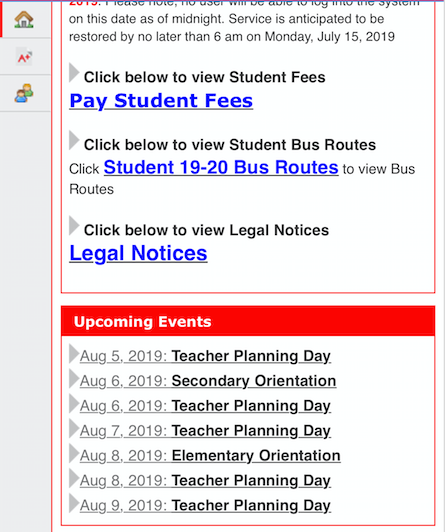 2019. Please note, no user will be able to log into the system
on this date as of midnight. Service is anticipated to be
restored by no later than 6 am on Monday, July 15, 2019
Click below to view Student Fees
Pay Student Fees
Click below to view Student Bus Routes
Click Student 19-20 Bus Routes to view Bus
Routes
Click below to view Legal Notices
Legal Notices
Upcoming Events
Aug 5, 2019: Teacher Planning Day
Aug 6, 2019: Secondary Orientation
Aug 6, 2019: Teacher Planning Day
Aug 7, 2019: Teacher Planning Day
Aug 8, 2019: Elementary Orientation
Aug 8, 2019: Teacher Planning Day
Aug 9, 2019: Teacher Planning Day